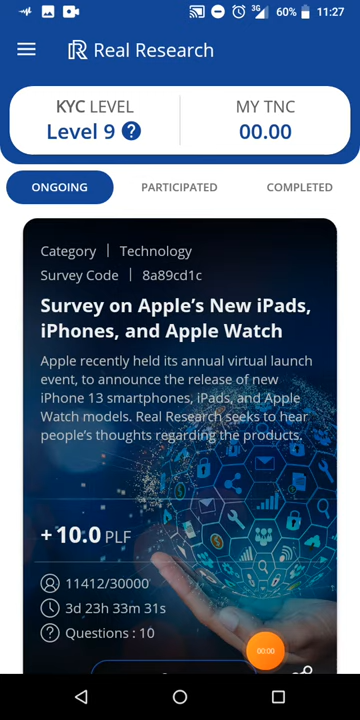 3G 60% 11:27
Real Research
KYC LEVEL
Level 9 ?
MY TNC
00.00
ONGOING PARTICIPATED COMPLETED
Category | Technology
Survey Code | 8a89cd1c
Survey on Apple’s New iPads,
iPhones, and Apple Watch
Apple recently held its annual virtual launch
event, to announce the release of new
iPhone 13 smartphones, iPads, and Apple
Watch models. Real Research seeks to hear
people’s thoughts regarding the products.
+10.0 PLF
11412/30000
3d 23h 33m 31s
Questions : 10
00:00